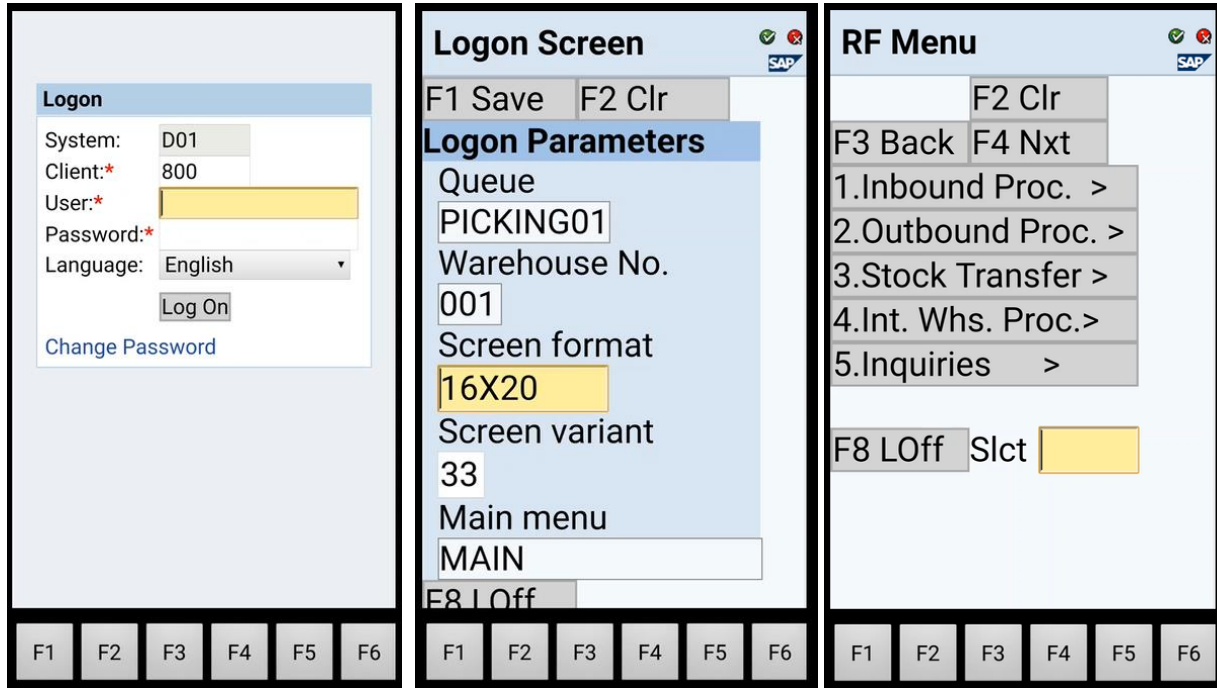 Logon
System: D01
Client:* 800
User:*
Password:*
Language: English
Log On
Change Password
F1 F2 F3 F4 F5 F6
Logon Screen
SAP
F1 Save F2 Clr
Logon Parameters
Queue
PICKING01
Warehouse No.
001
Screen format
16X20
Screen variant
33
Main menu
MAIN
F8 LOff
F1 F2 F3 F4 F5 F6
RF Menu
SAP
F2 Clr
F3 Back F4 Nxt
1.Inbound Proc. >
2.Outbound Proc. >
3.Stock Transfer >
4.Int. Whs. Proc.>
5.Inquiries >
F8 LOff Slct
F1 F2 F3 F4 F5 F6